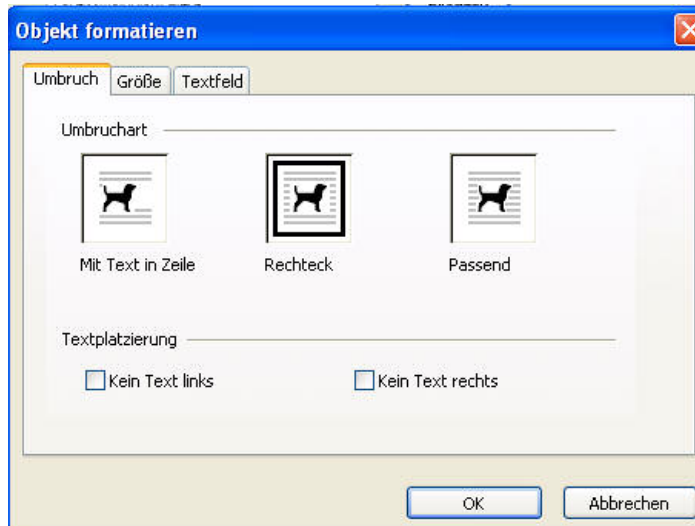 Objekt formatieren
Umbruch Größe Textfeld
Umbruchart
Mit Text in Zeile Rechteck Passend
Textplatzierung
Kein Text links Kein Text rechts
OK Abbrechen